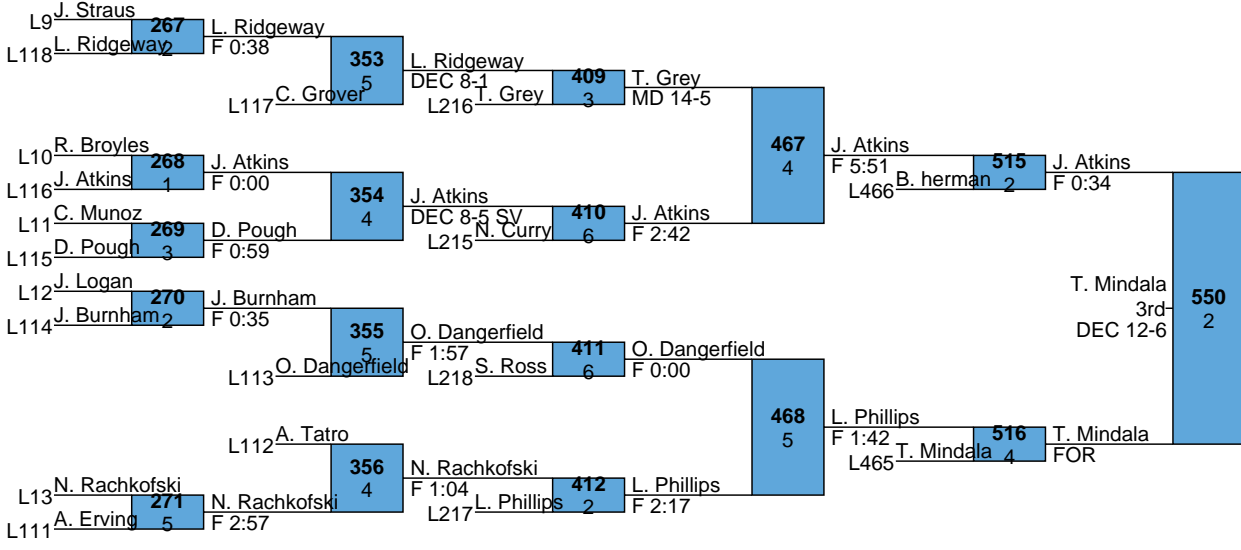 J. Straus
L9
267
L. Ridgeway
L118
L. Ridgeway
2
F 0:38
353
5
L. Ridgeway
DEC 8-1
C. Grover
L117
409
3
T. Grey
L216
T. Grey
MD 14-5
R. Broyles
L10
268
J. Atkins
L116
J. Atkins
1
F 0:00
467
4
J. Atkins
F 5:51
515
J. Atkins
B. herman
L466
2
F 0:34
354
4
J. Atkins
DEC 8-5 SV
C. Munoz
L11
269
D. Pough
L115
D. Pough
3
F 0:59
410
J. Atkins
N. Curry
L215
6
F 2:42
J. Logan
L12
270
J. Burnham
L114
J. Burnham
2
F 0:35
T. Mindala
3rd
DEC 12-6
550
2
355
5
O. Dangerfield
F 1:57
O. Dangerfield
L113
411
O. Dangerfield
L218
S. Ross
6
F 0:00
468
5
L. Phillips
F 1:42
516
T. Mindala
L465
T. Mindala
4
FOR
A. Tatro
L112
356
4
N. Rachkofski
F 1:04
412
L. Phillips
L217
L. Phillips
2
F 2:17
N. Rachkofski
L13
271
N. Rachkofski
L111
A. Erving
5
F 2:57